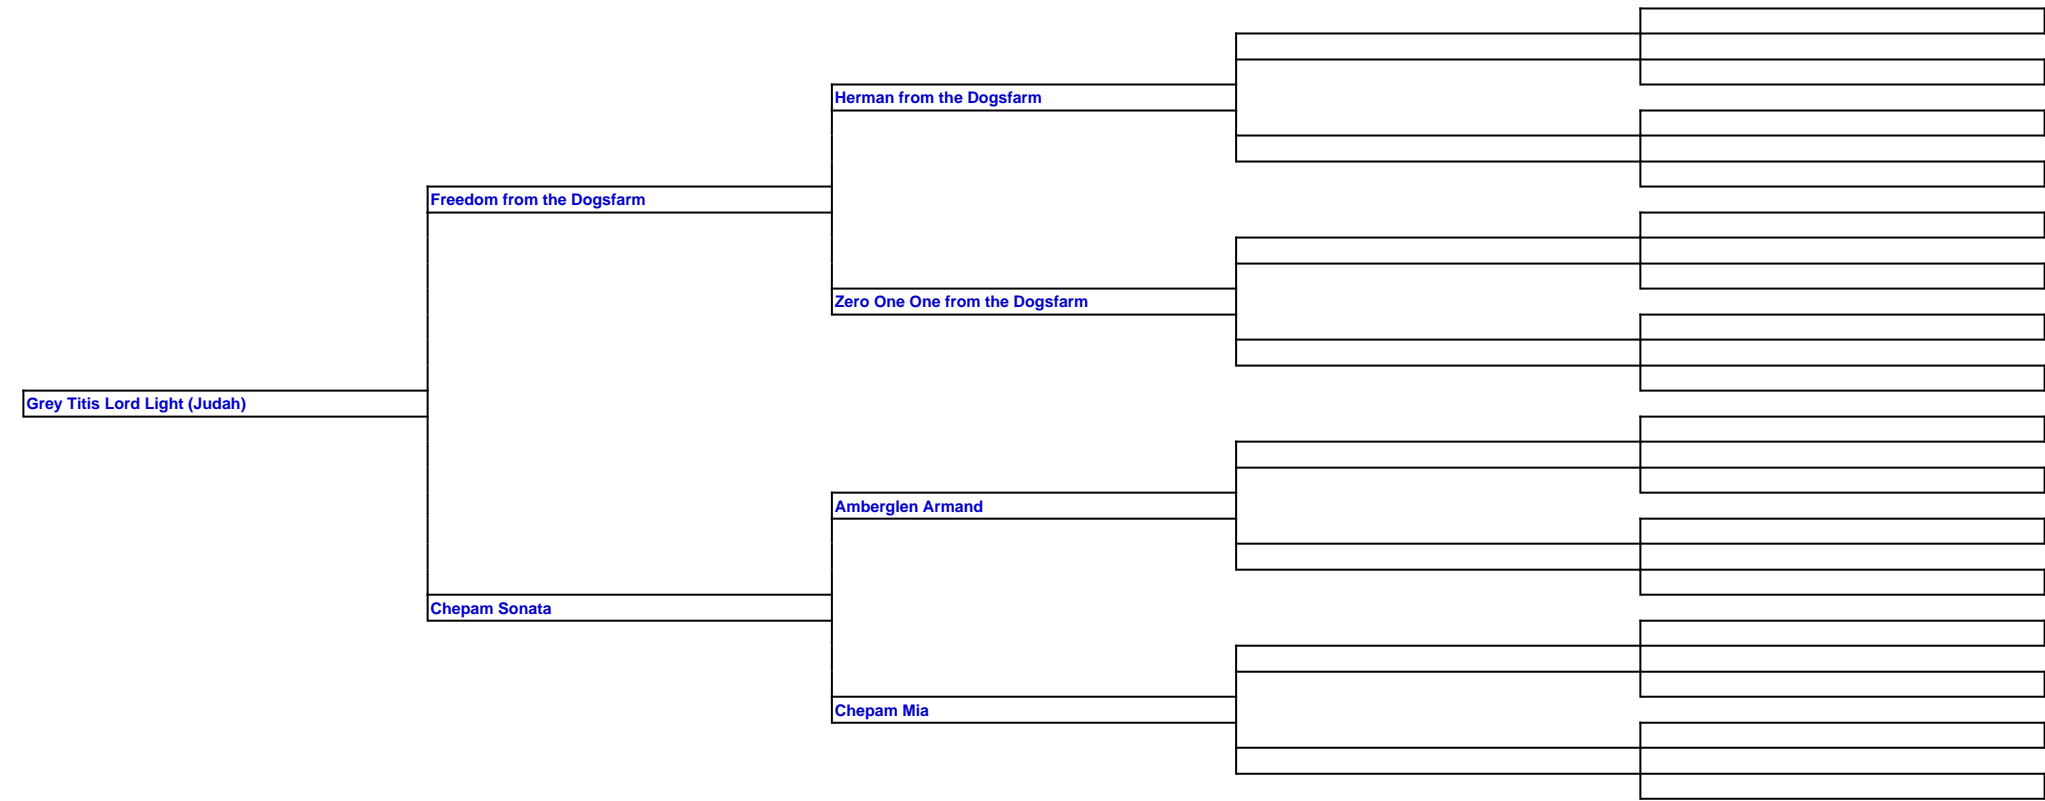 Herman from the Dogsfarm
Freedom from the Dogsfarm
Zero One One from the Dogsfarm
Grey Titis Lord Light (Judah)
Amberglen Armand
Chepam Sonata
Chepam Mia